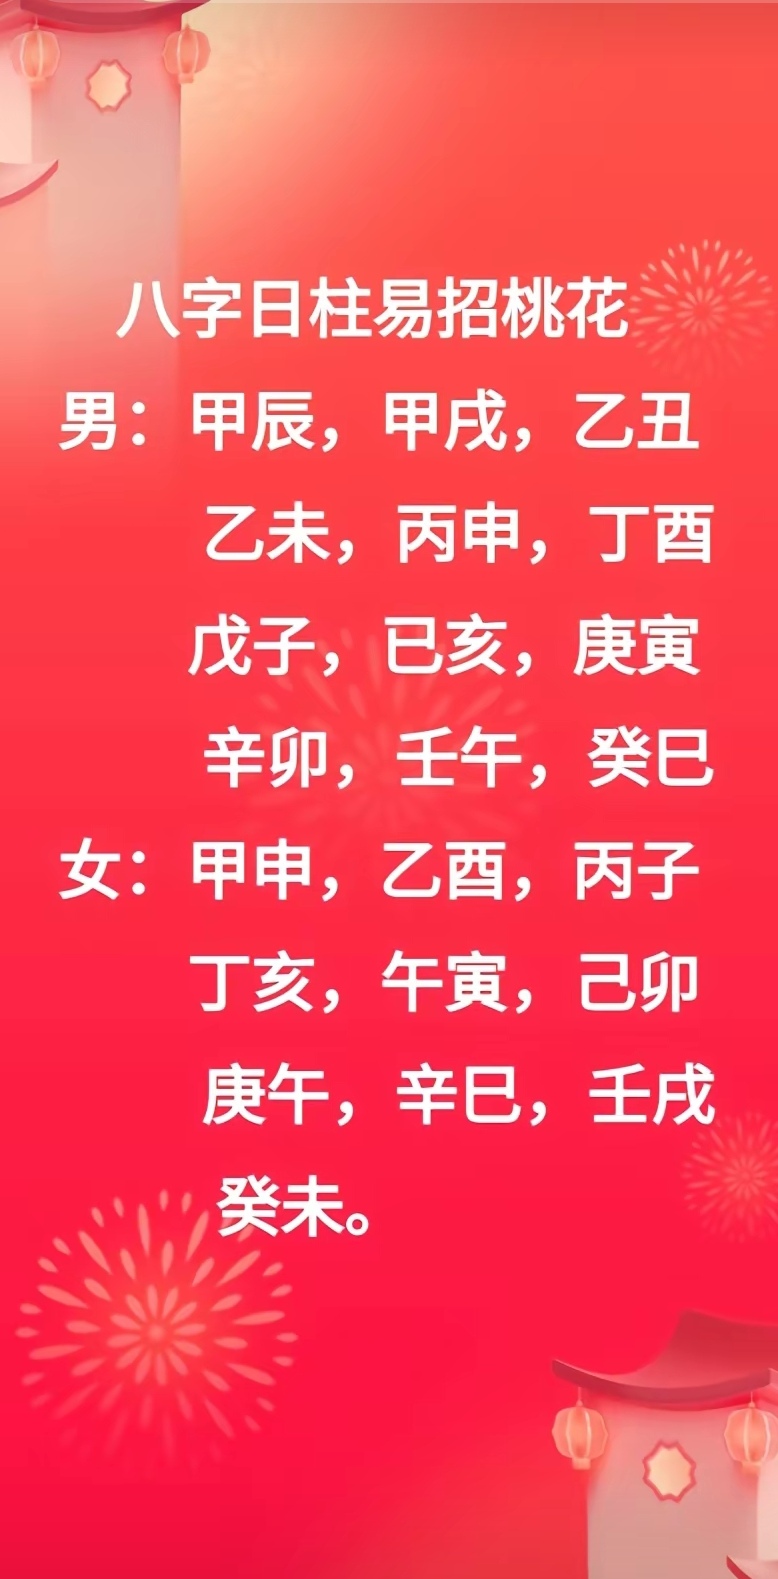 八字日柱易招桃花
男：甲辰，甲戌，乙丑
乙未，丙申，丁酉
戊子，已亥，庚寅
辛卯，壬午，癸巳
女：甲申，乙酉，丙子
丁亥，午寅，己卯
庚午，辛巳，壬戌
癸未。